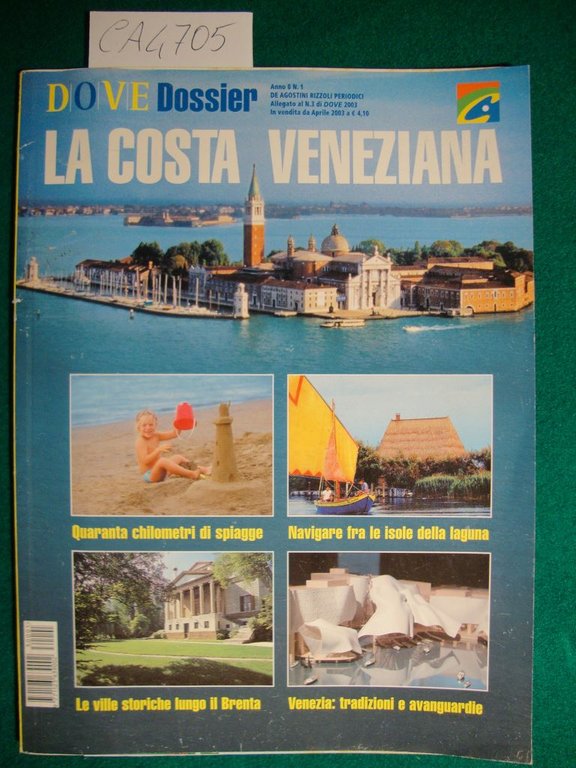 CA4705
DOVE Dossier
Anno 0 N. 1
DE AGOSTINI RIZZOLI PERIODICI
Allegato al N.3 di DOVE 2003
In vendita da Aprile 2003 a € 4,10
LA COSTA VENEZIANA
Quaranta chilometri di spiagge
Navigare fra le isole della laguna
Le ville storiche lungo il Brenta
Venezia: tradizioni e avanguardie